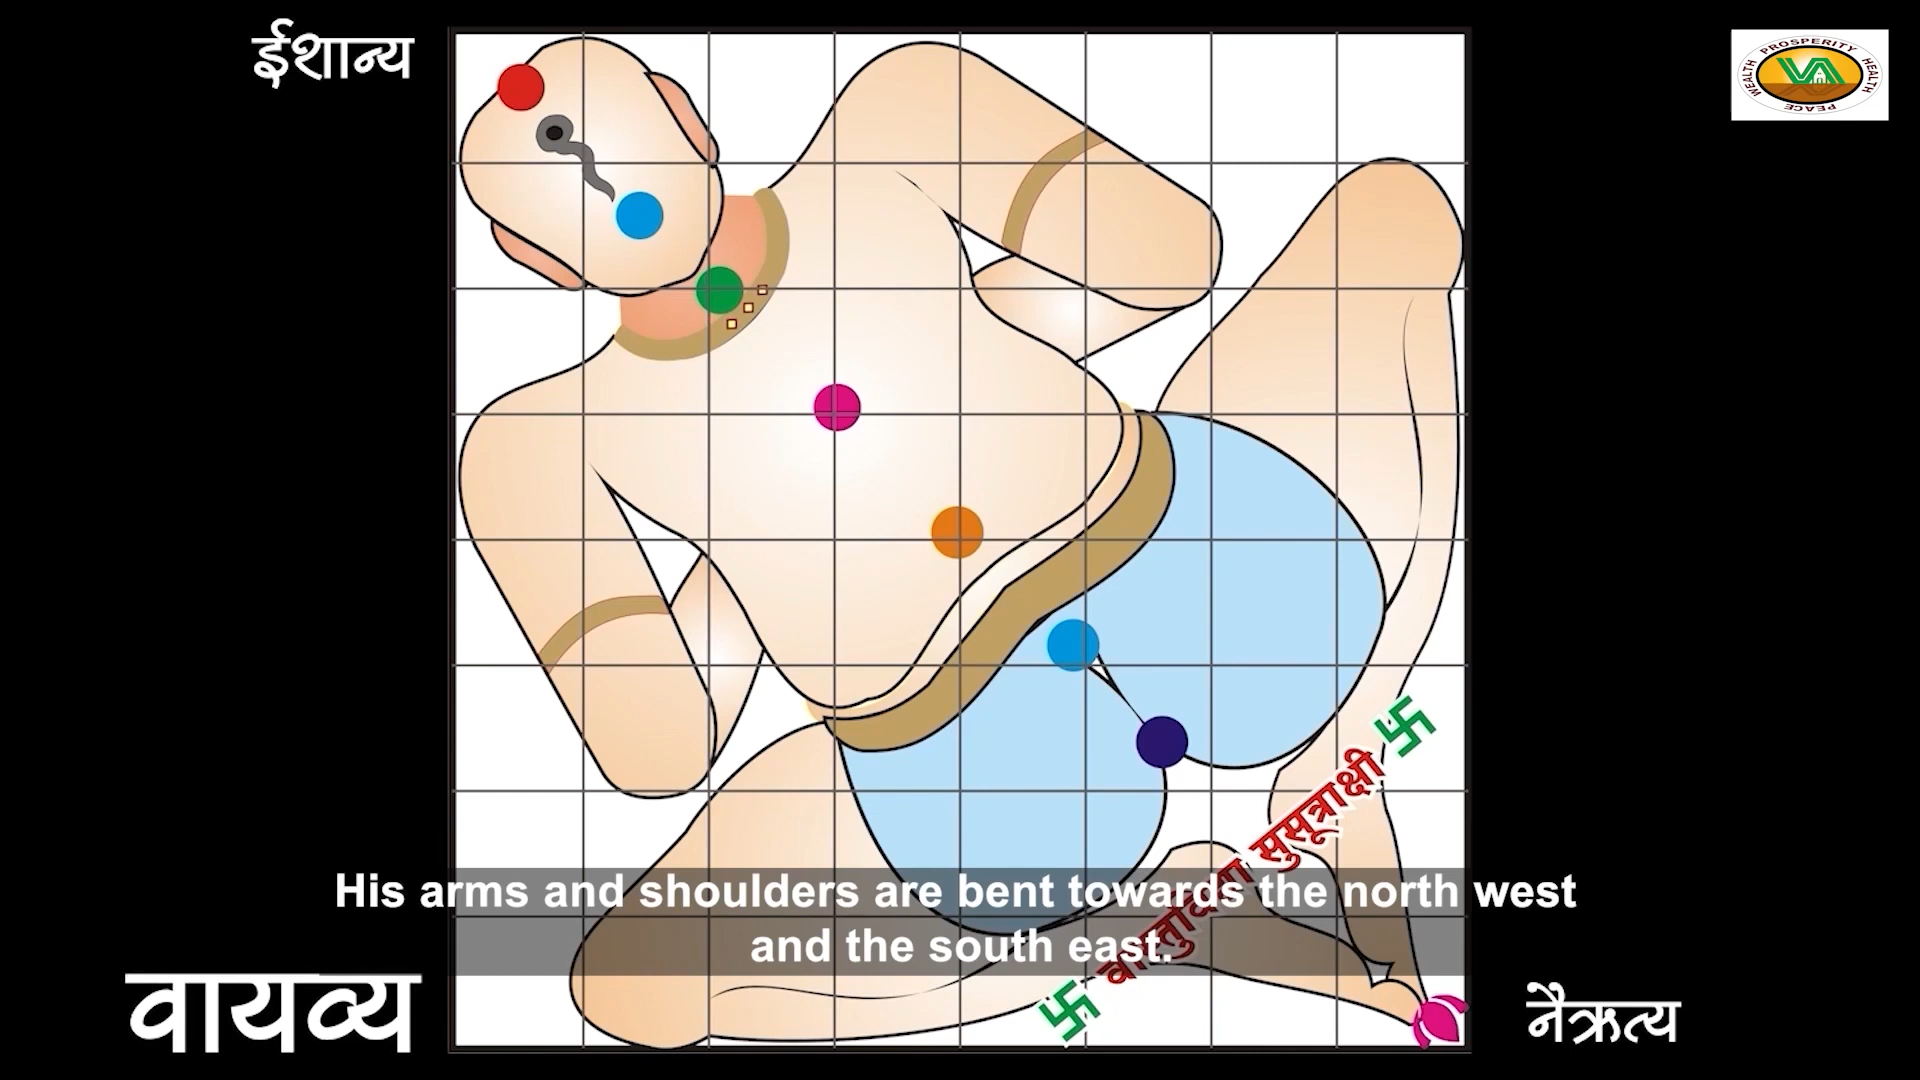 ईशान्य
PROSPERITY
WEALTH
HEALTH
PEACE
VA
सुसूत्राक्षी
His arms and shoulders are bent towards the north west
and the south east.
वायव्य
नैऋत्य